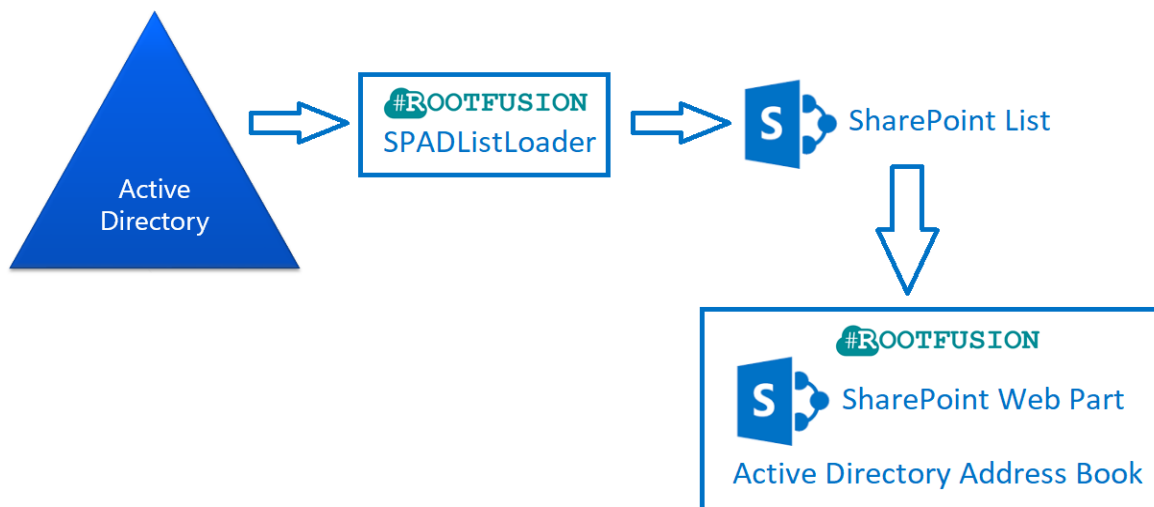 Active
Directory
#ROOTFUSION
SPADListLoader
S
SharePoint List
#ROOTFUSION
S
SharePoint Web Part
Active Directory Address Book